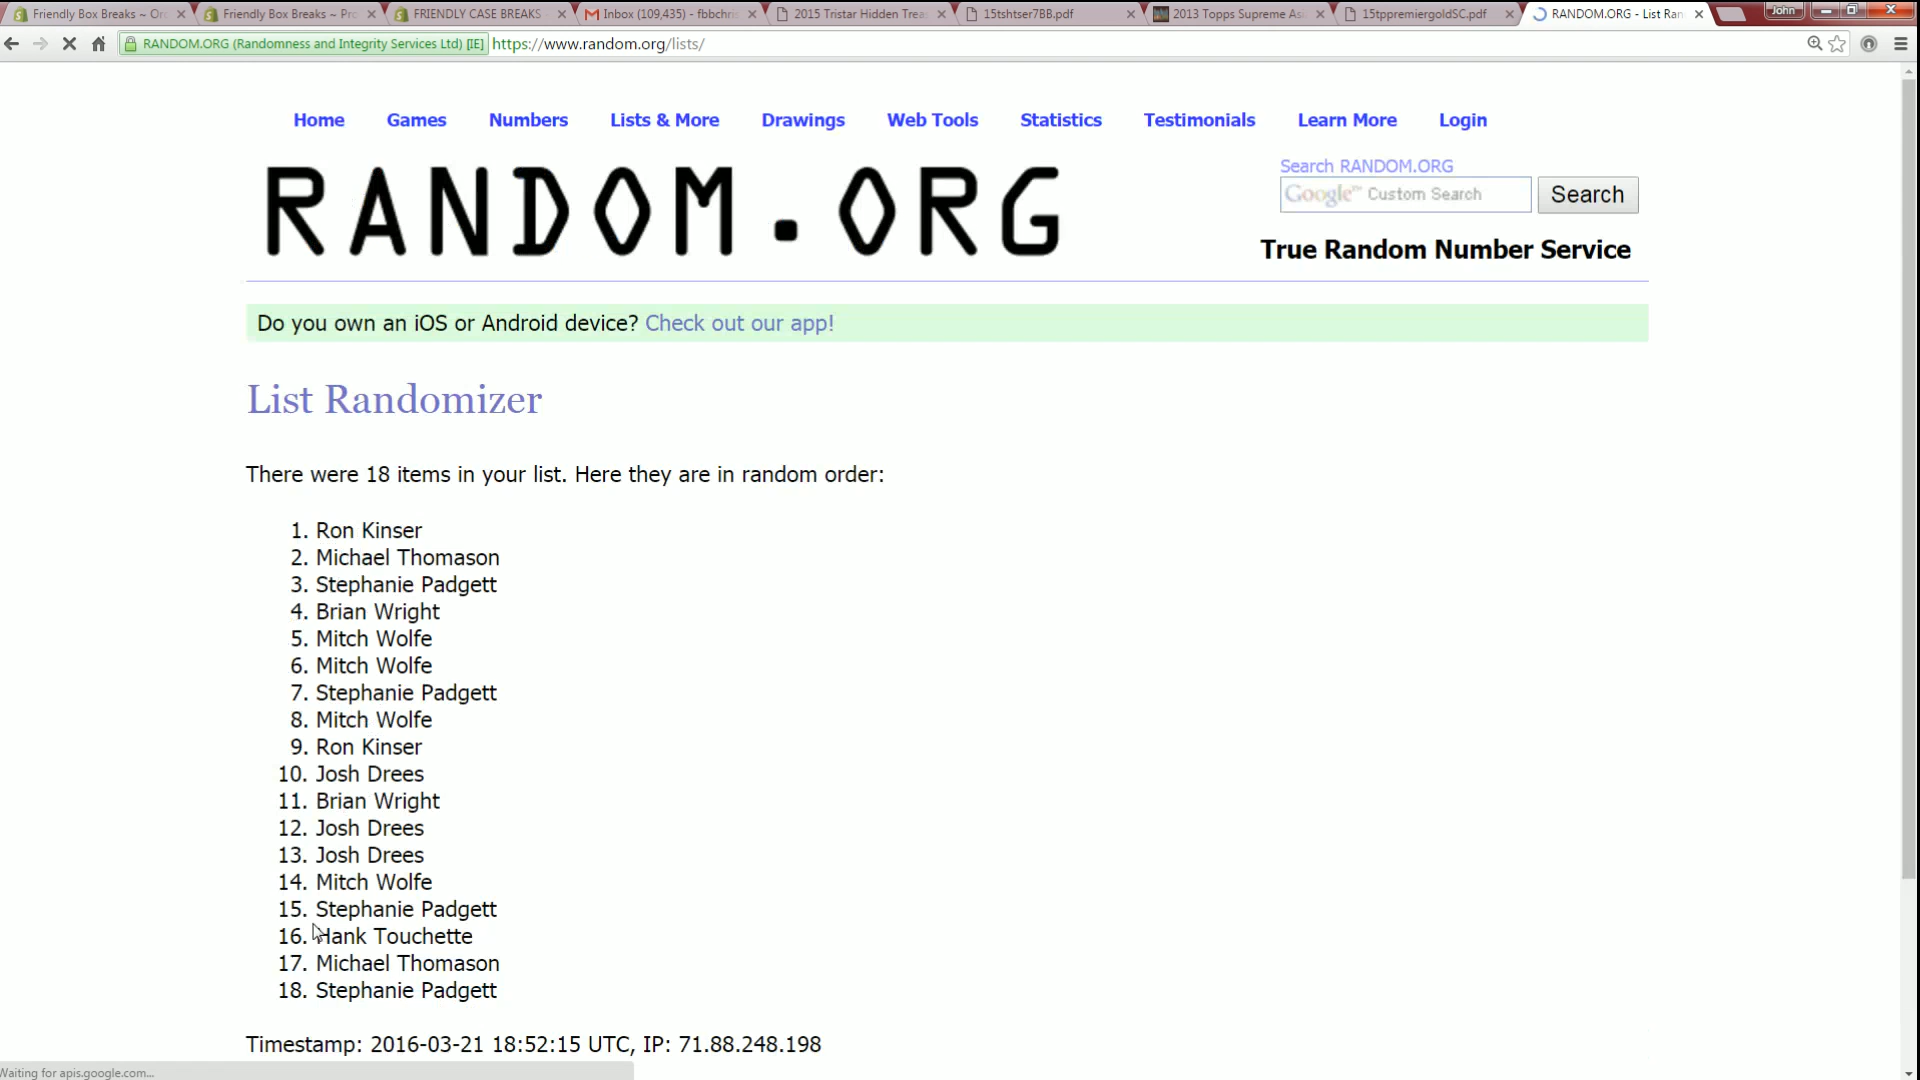 Friendly Box Breaks ~ Or
Friendly Box Breaks ~ Pro
FRIENDLY CASE BREAKS
Inbox (109,435) - fbbchris
2015 Tristar Hidden Trea
15tshtser7BB.pdf
2013 Topps Supreme Asi
15tppremiergoldSC.pdf
RANDOM.ORG - List Ran
John
RANDOM.ORG (Randomness and Integrity Services Ltd) [IE] https://www.random.org/lists/
Home Games Numbers Lists & More Drawings Web Tools Statistics Testimonials Learn More Login
RANDOM.ORG
Search RANDOM.ORG
Google™ Custom Search Search
True Random Number Service
Do you own an iOS or Android device? Check out our app!
List Randomizer
There were 18 items in your list. Here they are in random order:
1. Ron Kinser
2. Michael Thomason
3. Stephanie Padgett
4. Brian Wright
5. Mitch Wolfe
6. Mitch Wolfe
7. Stephanie Padgett
8. Mitch Wolfe
9. Ron Kinser
10. Josh Drees
11. Brian Wright
12. Josh Drees
13. Josh Drees
14. Mitch Wolfe
15. Stephanie Padgett
16. Hank Touchette
17. Michael Thomason
18. Stephanie Padgett
Timestamp: 2016-03-21 18:52:15 UTC, IP: 71.88.248.198
Waiting for apis.google.com...